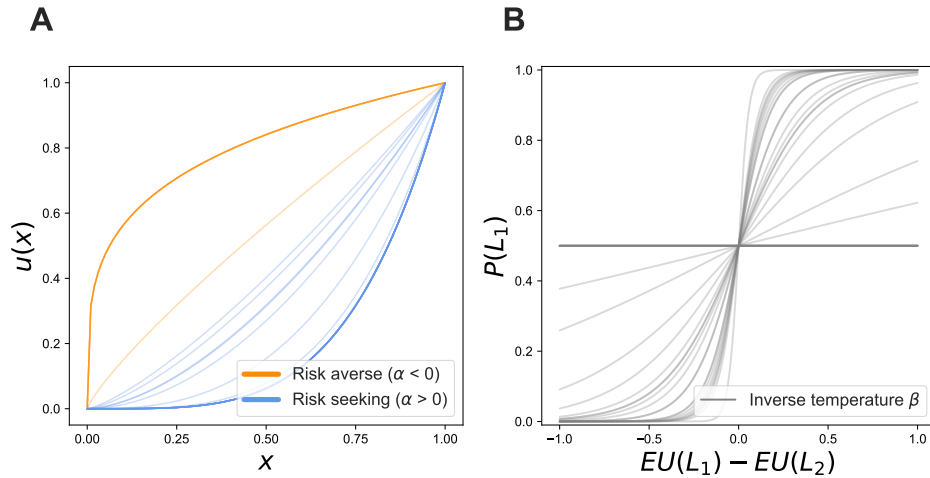 A
B
1.0
0.8
0.6
0.4
0.2
0.0
u(x)
0.00 0.25 0.50 0.75 1.00
x
Risk averse (α < 0)
Risk seeking (α > 0)
1.0
0.8
0.6
0.4
0.2
0.0
P(L₁)
-1.0 -0.5 0.0 0.5 1.0
EU(L₁) − EU(L₂)
Inverse temperature β